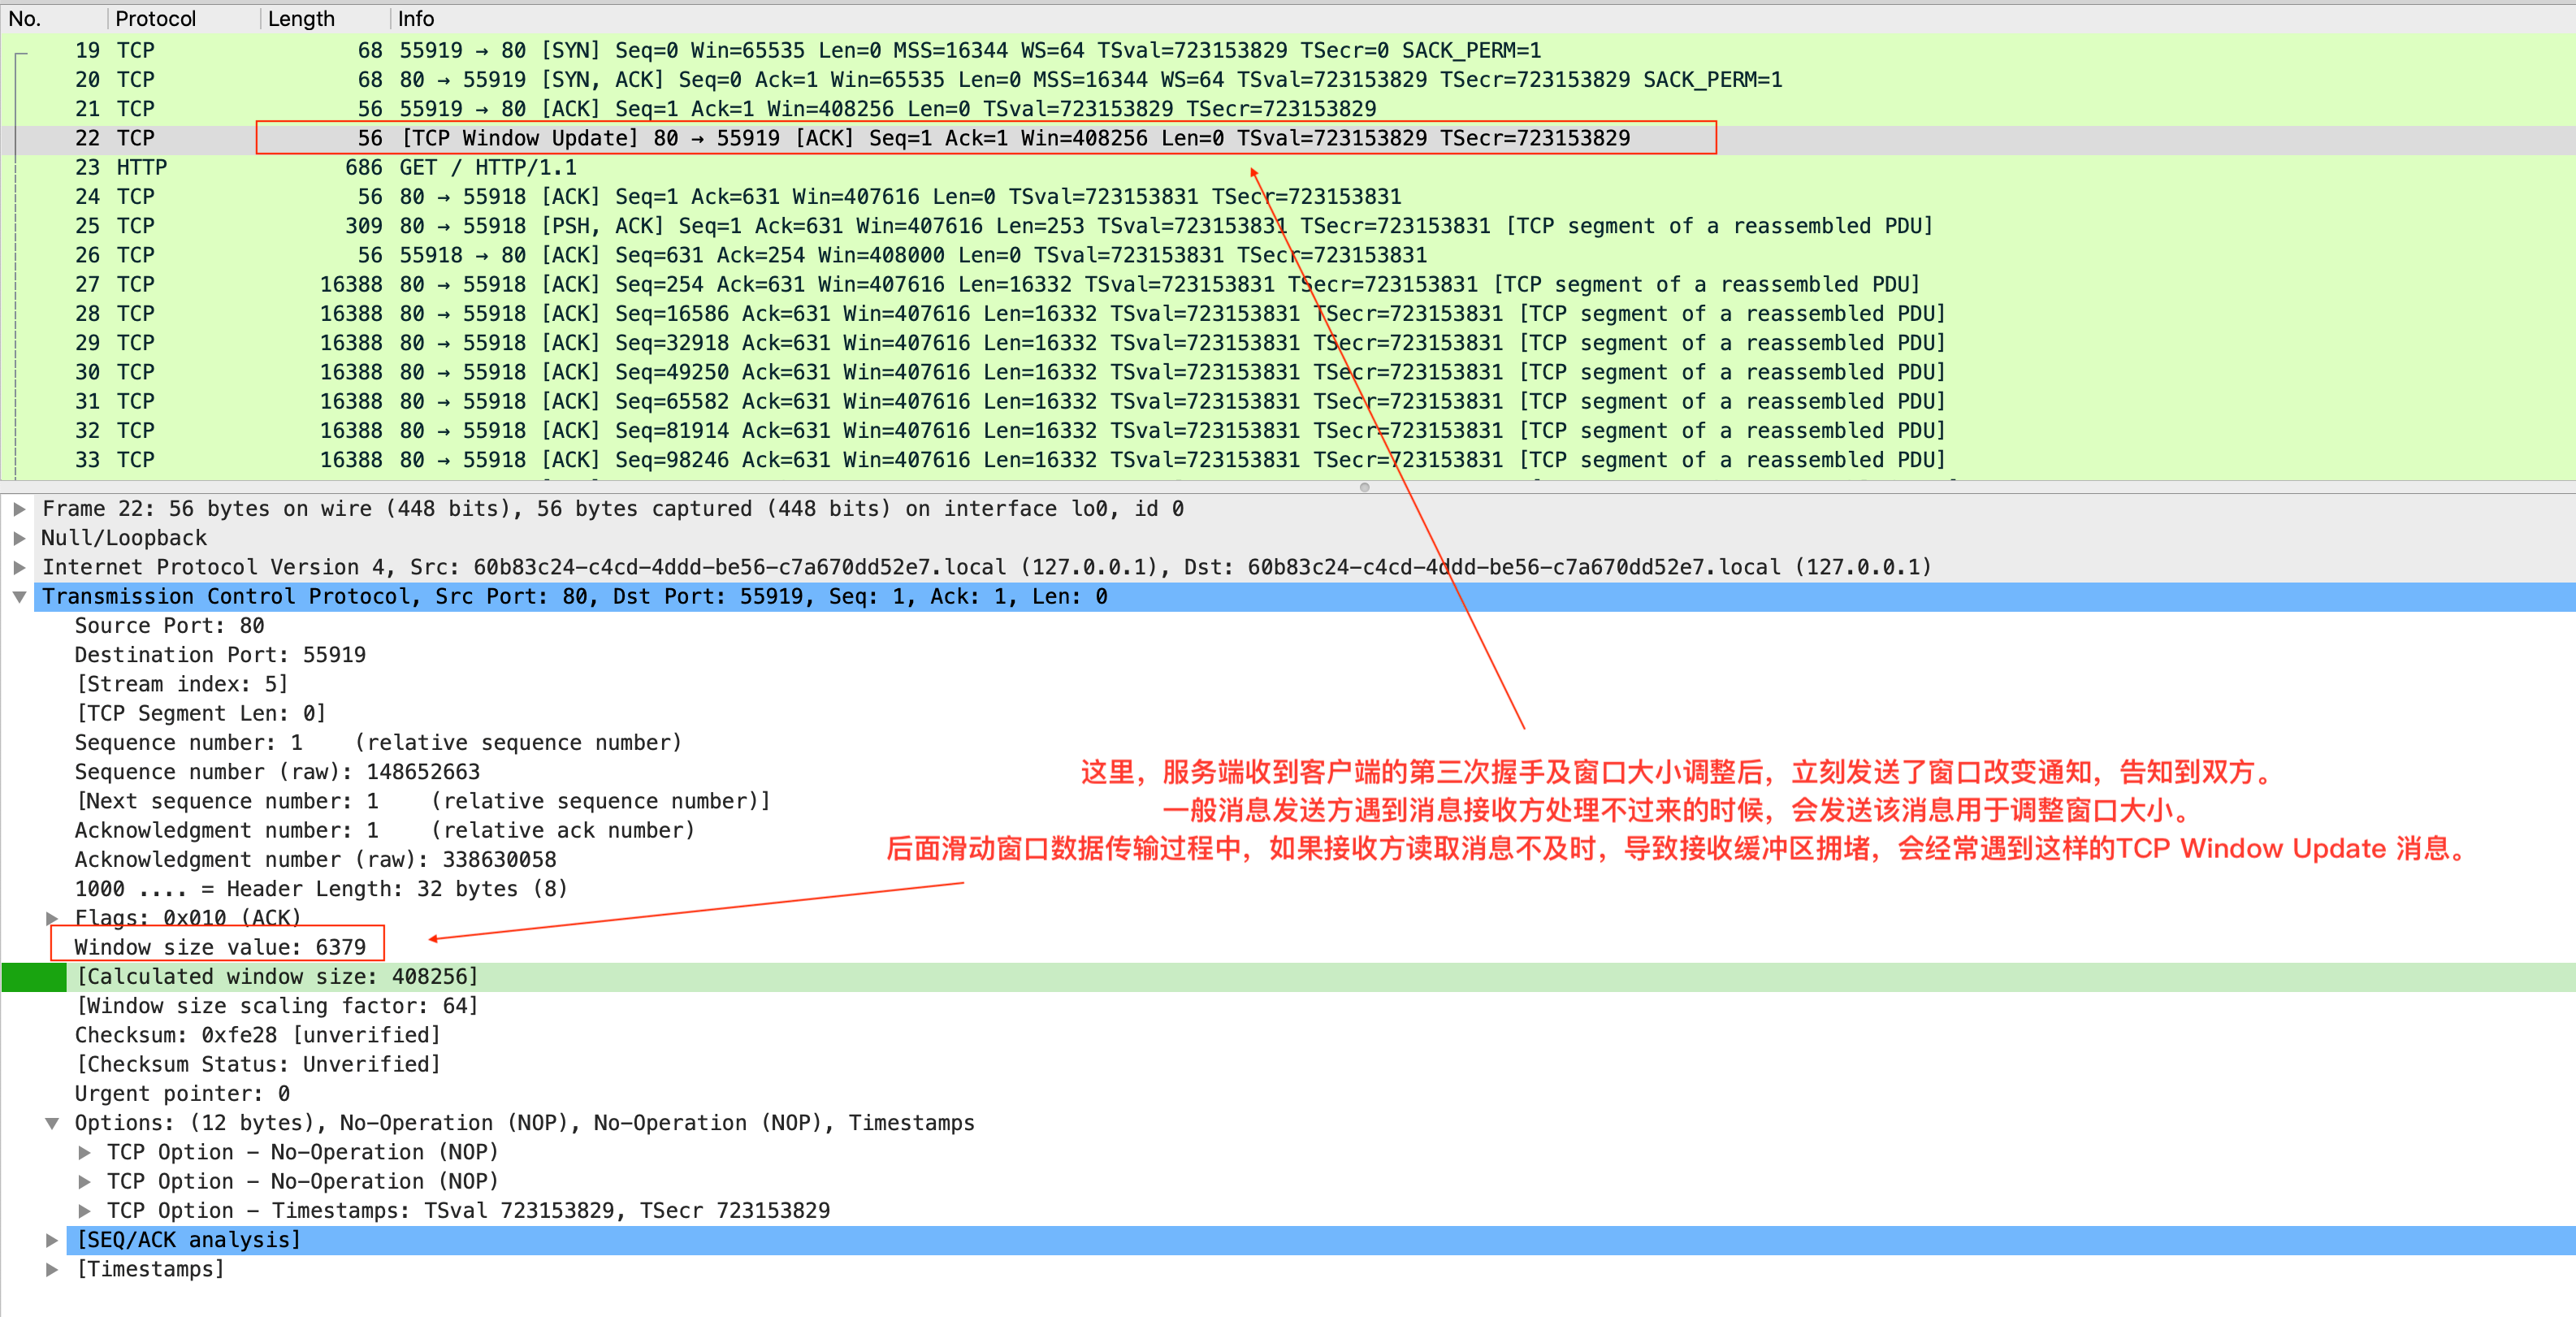 No. Protocol Length Info
19 TCP 68 55919 → 80 [SYN] Seq=0 Win=65535 Len=0 MSS=16344 WS=64 TSval=723153829 TSecr=0 SACK_PERM=1
20 TCP 68 80 → 55919 [SYN, ACK] Seq=0 Ack=1 Win=65535 Len=0 MSS=16344 WS=64 TSval=723153829 TSecr=723153829 SACK_PERM=1
21 TCP 56 55919 → 80 [ACK] Seq=1 Ack=1 Win=408256 Len=0 TSval=723153829 TSecr=723153829
22 TCP 56 [TCP Window Update] 80 → 55919 [ACK] Seq=1 Ack=1 Win=408256 Len=0 TSval=723153829 TSecr=723153829
23 HTTP 686 GET / HTTP/1.1
24 TCP 56 80 → 55918 [ACK] Seq=1 Ack=631 Win=407616 Len=0 TSval=723153831 TSecr=723153831
25 TCP 309 80 → 55918 [PSH, ACK] Seq=1 Ack=631 Win=407616 Len=253 TSval=723153831 TSecr=723153831 [TCP segment of a reassembled PDU]
26 TCP 56 55918 → 80 [ACK] Seq=631 Ack=254 Win=408000 Len=0 TSval=723153831 TSecr=723153831
27 TCP 16388 80 → 55918 [ACK] Seq=254 Ack=631 Win=407616 Len=16332 TSval=723153831 TSecr=723153831 [TCP segment of a reassembled PDU]
28 TCP 16388 80 → 55918 [ACK] Seq=16586 Ack=631 Win=407616 Len=16332 TSval=723153831 TSecr=723153831 [TCP segment of a reassembled PDU]
29 TCP 16388 80 → 55918 [ACK] Seq=32918 Ack=631 Win=407616 Len=16332 TSval=723153831 TSecr=723153831 [TCP segment of a reassembled PDU]
30 TCP 16388 80 → 55918 [ACK] Seq=49250 Ack=631 Win=407616 Len=16332 TSval=723153831 TSecr=723153831 [TCP segment of a reassembled PDU]
31 TCP 16388 80 → 55918 [ACK] Seq=65582 Ack=631 Win=407616 Len=16332 TSval=723153831 TSecr=723153831 [TCP segment of a reassembled PDU]
32 TCP 16388 80 → 55918 [ACK] Seq=81914 Ack=631 Win=407616 Len=16332 TSval=723153831 TSecr=723153831 [TCP segment of a reassembled PDU]
33 TCP 16388 80 → 55918 [ACK] Seq=98246 Ack=631 Win=407616 Len=16332 TSval=723153831 TSecr=723153831 [TCP segment of a reassembled PDU]
Frame 22: 56 bytes on wire (448 bits), 56 bytes captured (448 bits) on interface lo0, id 0
Null/Loopback
Internet Protocol Version 4, Src: 60b83c24-c4cd-4ddd-be56-c7a670dd52e7.local (127.0.0.1), Dst: 60b83c24-c4cd-4ddd-be56-c7a670dd52e7.local (127.0.0.1)
Transmission Control Protocol, Src Port: 80, Dst Port: 55919, Seq: 1, Ack: 1, Len: 0
Source Port: 80
Destination Port: 55919
[Stream index: 5]
[TCP Segment Len: 0]
Sequence number: 1 (relative sequence number)
Sequence number (raw): 148652663
[Next sequence number: 1 (relative sequence number)]
Acknowledgment number: 1 (relative ack number)
Acknowledgment number (raw): 338630058
1000 .... = Header Length: 32 bytes (8)
Flags: 0x010 (ACK)
Window size value: 6379
[Calculated window size: 408256]
[Window size scaling factor: 64]
Checksum: 0xfe28 [unverified]
[Checksum Status: Unverified]
Urgent pointer: 0
Options: (12 bytes), No-Operation (NOP), No-Operation (NOP), Timestamps
TCP Option – No-Operation (NOP)
TCP Option – No-Operation (NOP)
TCP Option – Timestamps: TSval 723153829, TSecr 723153829
[SEQ/ACK analysis]
[Timestamps]
这里，服务端收到客户端的第三次握手及窗口大小调整后，立刻发送了窗口改变通知，告知到双方。
一般消息发送方遇到消息接收方处理不过来的时候，会发送该消息用于调整窗口大小。
后面滑动窗口数据传输过程中，如果接收方读取消息不及时，导致接收缓冲区拥堵，会经常遇到这样的TCP Window Update 消息。